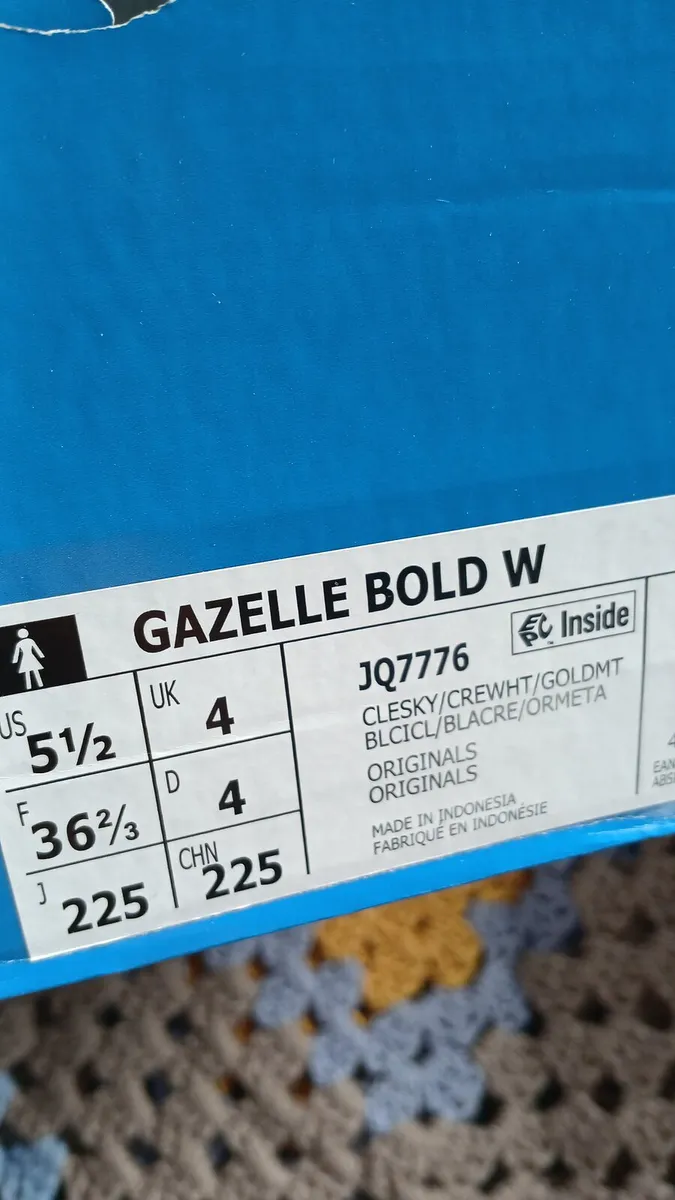 GAZELLE BOLD W
US 5½ UK 4
F 36⅔ D 4
J 225 CHN 225
JQ7776
Inside
CLESKY/CREWHT/GOLDMT
BLCICL/BLACRE/ORMETA
ORIGINALS
ORIGINALS
MADE IN INDONESIA
FABRIQUÉ EN INDONÉSIE
EAN